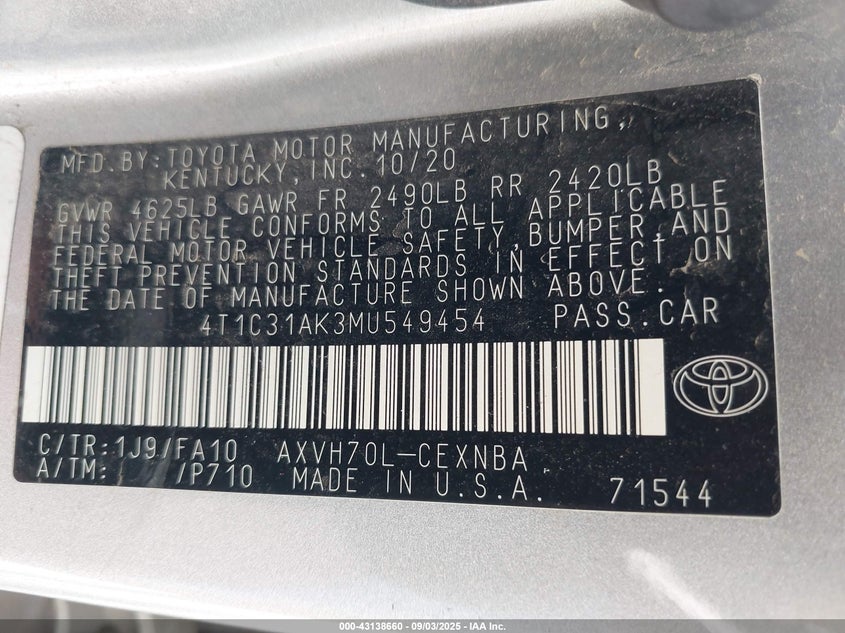 MFD.BY:TOYOTA MOTOR MANUFACTURING,
KENTUCKY,INC.10/20
GVWR 4625LB GAWR FR 2490LB RR 2420LB
THIS VEHICLE CONFORMS TO ALL APPLICABLE
FEDERAL MOTOR VEHICLE SAFETY,BUMPER,AND
THEFT PREVENTION STANDARDS IN EFFECT ON
THE DATE OF MANUFACTURE SHOWN ABOVE.
4T1C31AK3MU549454 PASS.CAR
C/TR:1J9/FA10 AXVH70L-CEXNBA
A/TM: /P710 MADE IN U.S.A. 71544
000-43138660 - 09/03/2025 - IAA Inc.